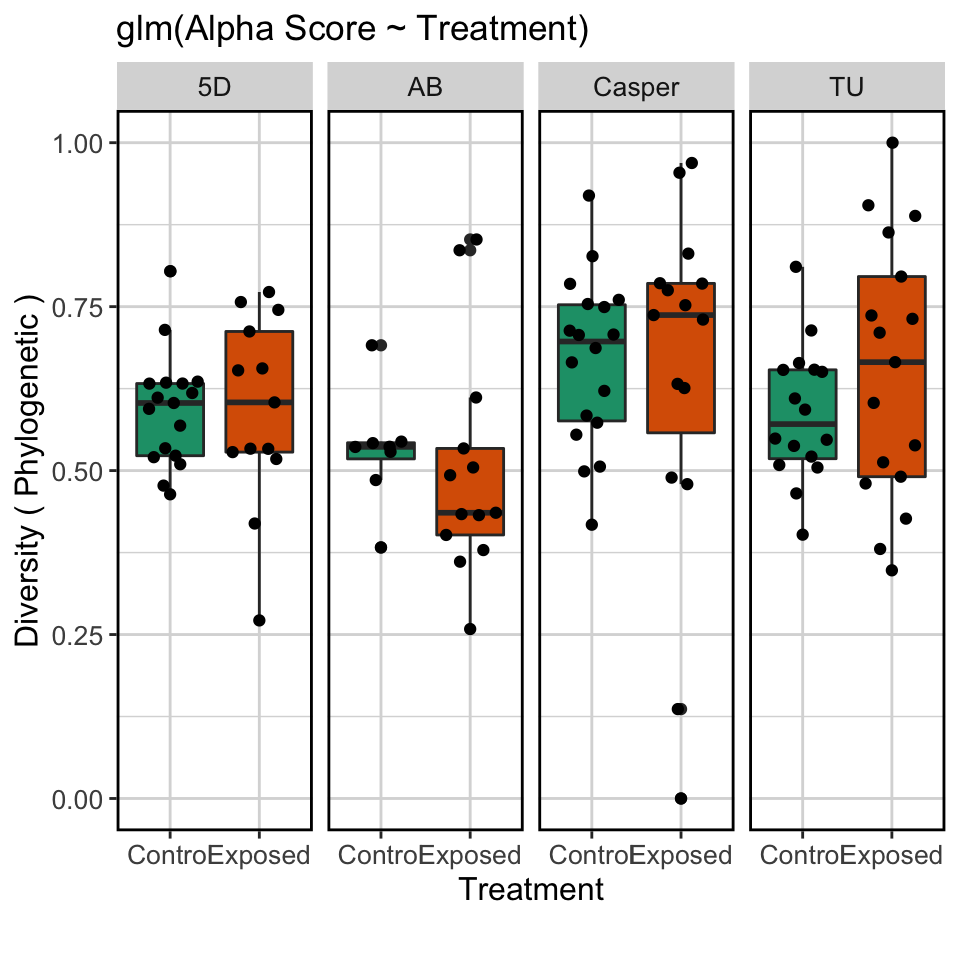 glm(Alpha Score ~ Treatment)
5D AB Casper TU
Diversity ( Phylogenetic )
1.00
0.75
0.50
0.25
0.00
ControExposed ControExposed ControExposed ControExposed
Treatment